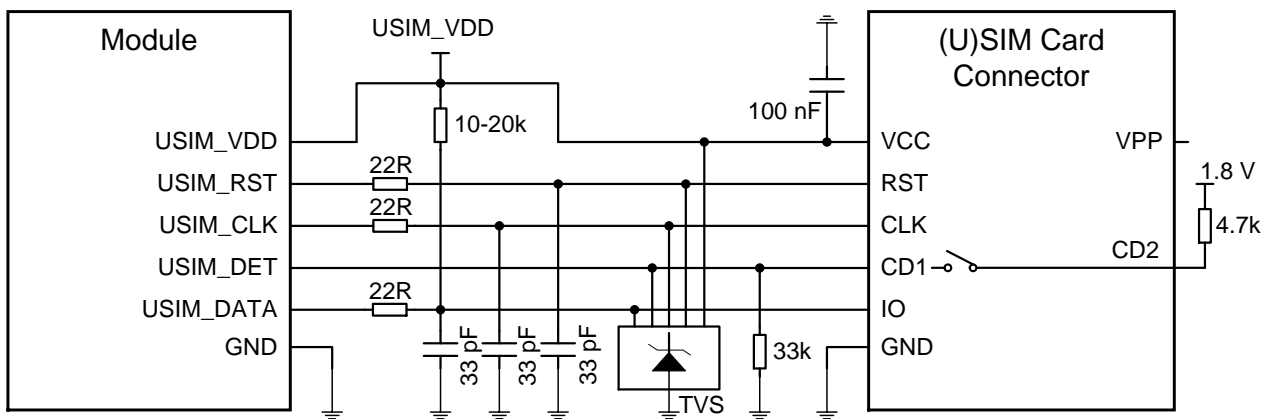 Module
USIM_VDD
(U)SIM Card
Connector
10-20k
100 nF
USIM_VDD
VCC
VPP
22R
USIM_RST
RST
1.8 V
22R
USIM_CLK
CLK
4.7k
USIM_DET
CD1
CD2
22R
USIM_DATA
IO
GND
33 pF
33 pF
33 pF
33k
GND
TVS